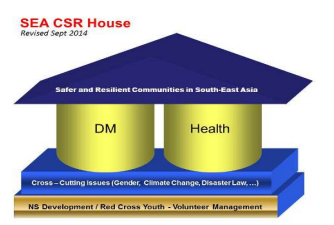 SEA CSR House
Revised Sept 2014
Safer and Resilient Communities in South-East Asia
DM
Health
Cross – Cutting issues (Gender, Climate Change, Disaster Law, ...)
NS Development / Red Cross Youth - Volunteer Management